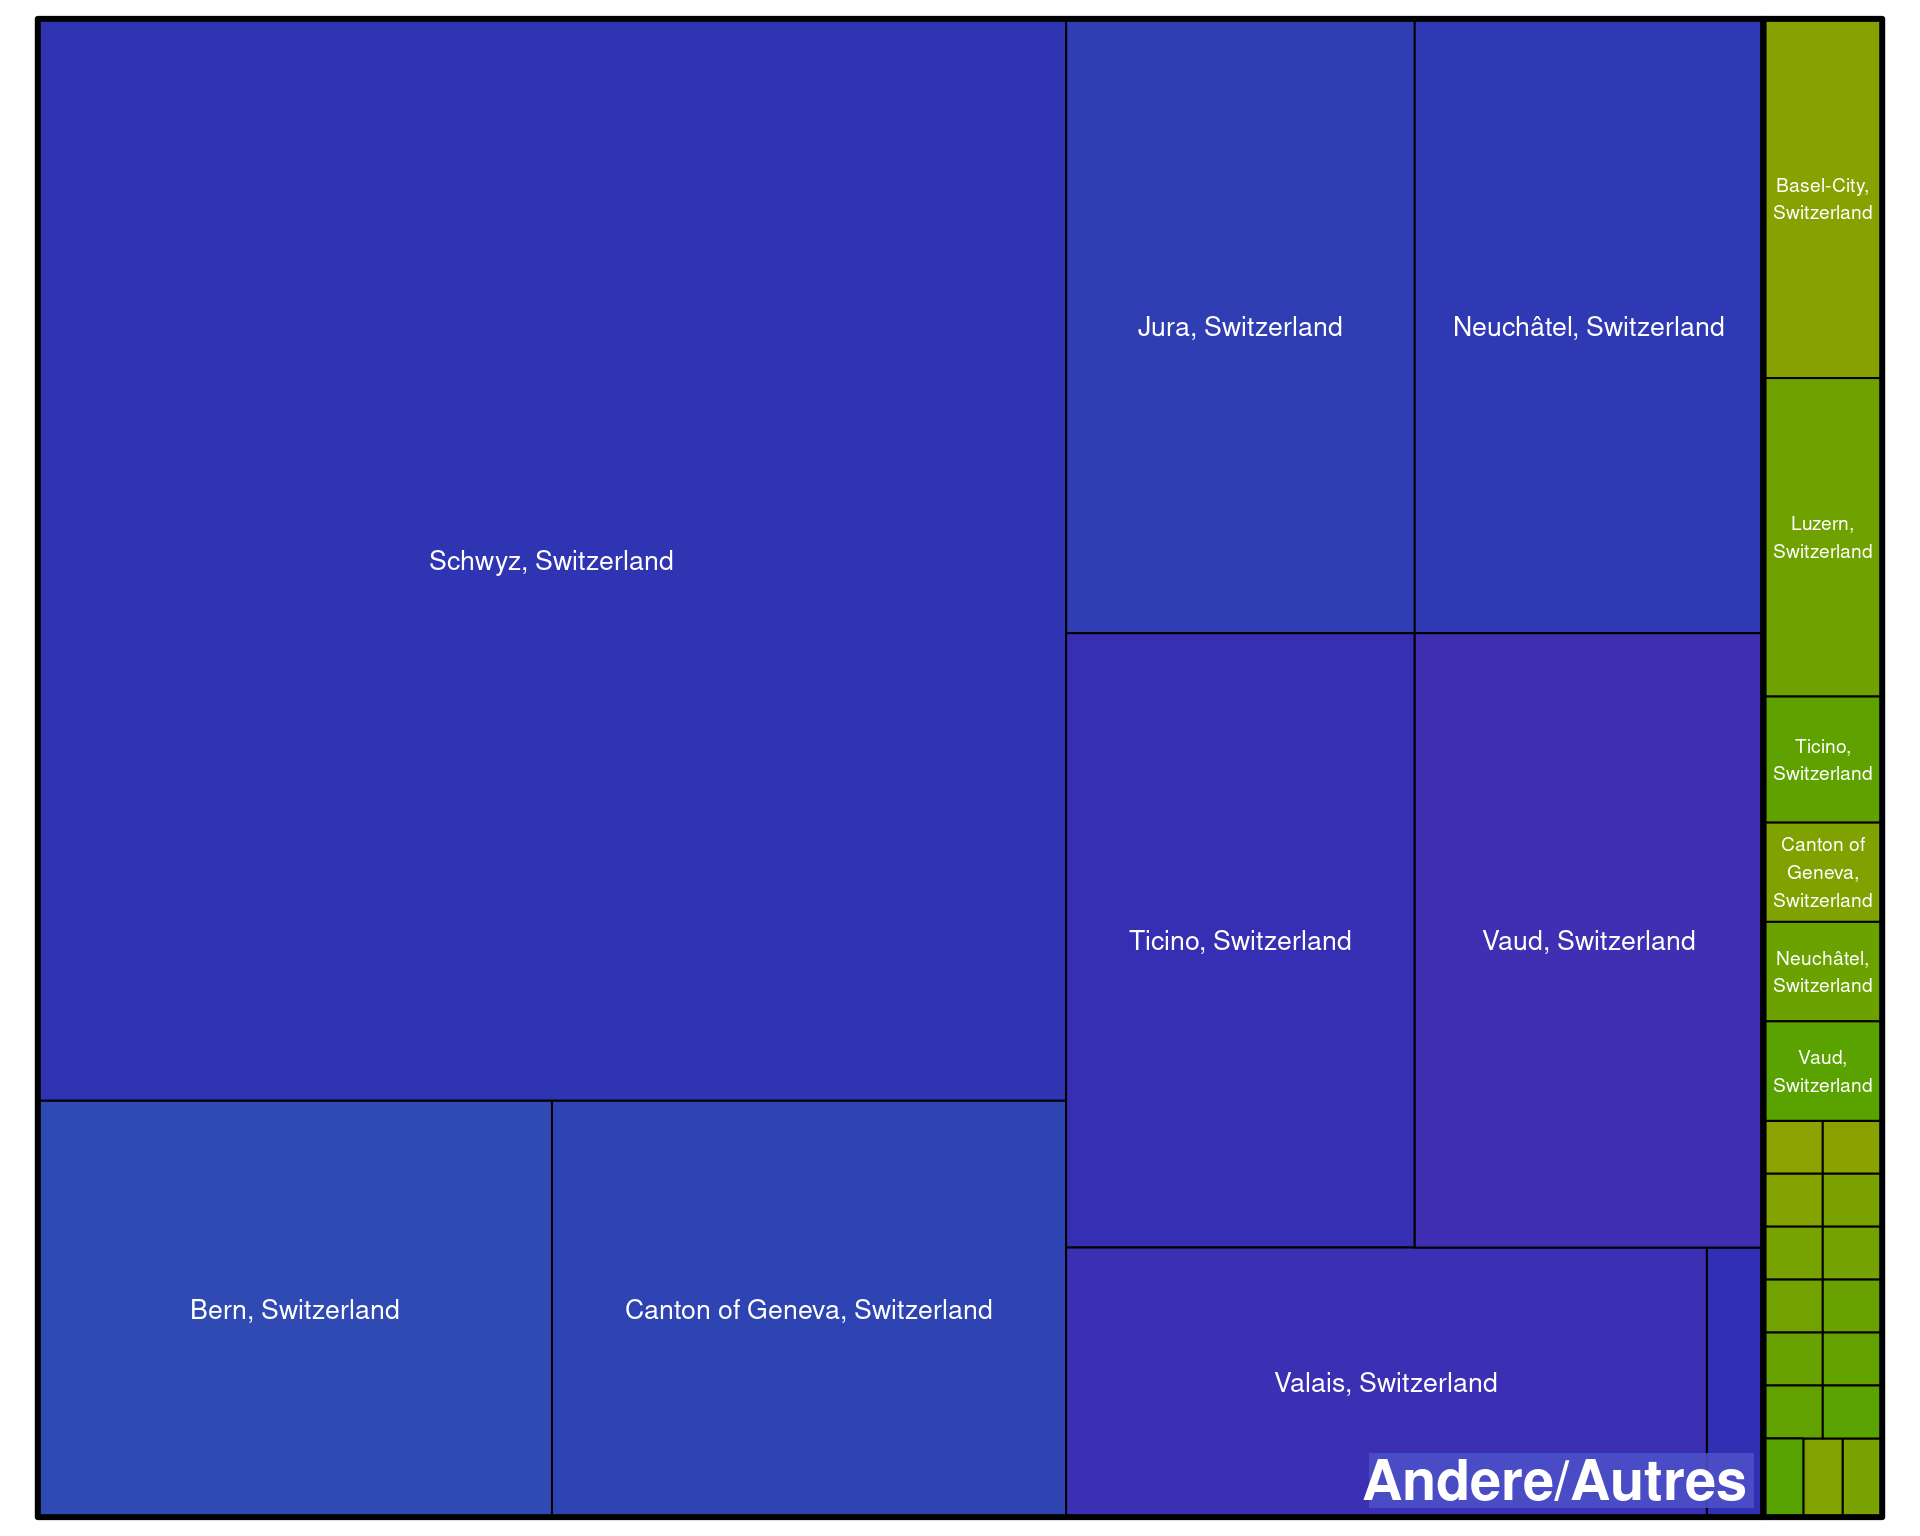 Schwyz, Switzerland
Jura, Switzerland
Neuchâtel, Switzerland
Ticino, Switzerland
Vaud, Switzerland
Bern, Switzerland
Canton of Geneva, Switzerland
Valais, Switzerland
Andere/Autres
Basel-City,
Switzerland
Luzern,
Switzerland
Ticino,
Switzerland
Canton of
Geneva,
Switzerland
Neuchâtel,
Switzerland
Vaud,
Switzerland